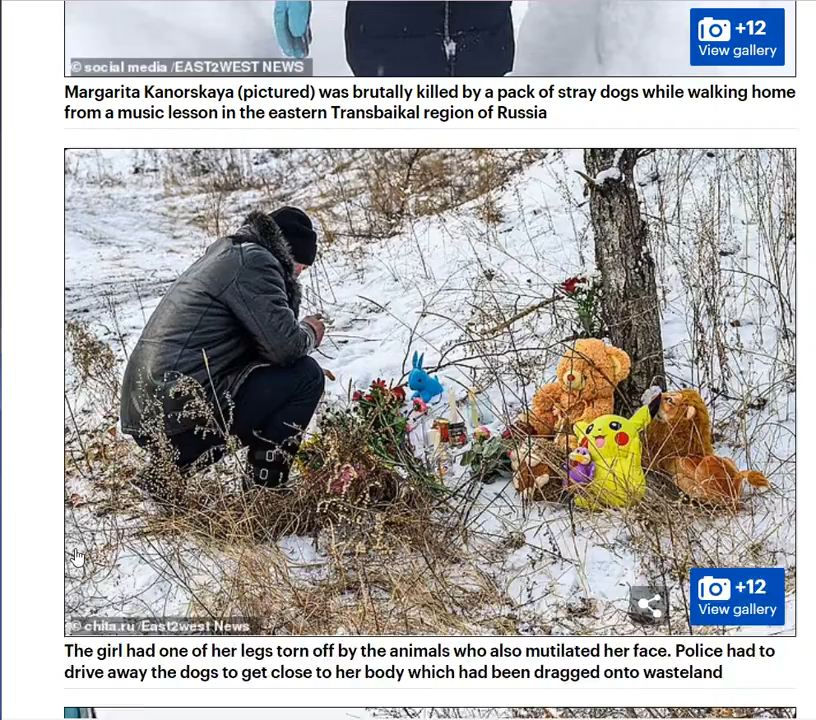 +12
View gallery
© social media /EAST2WEST NEWS
Margarita Kanorskaya (pictured) was brutally killed by a pack of stray dogs while walking home
from a music lesson in the eastern Transbaikal region of Russia
+12
View gallery
© chita.ru /East2west News
The girl had one of her legs torn off by the animals who also mutilated her face. Police had to
drive away the dogs to get close to her body which had been dragged onto wasteland